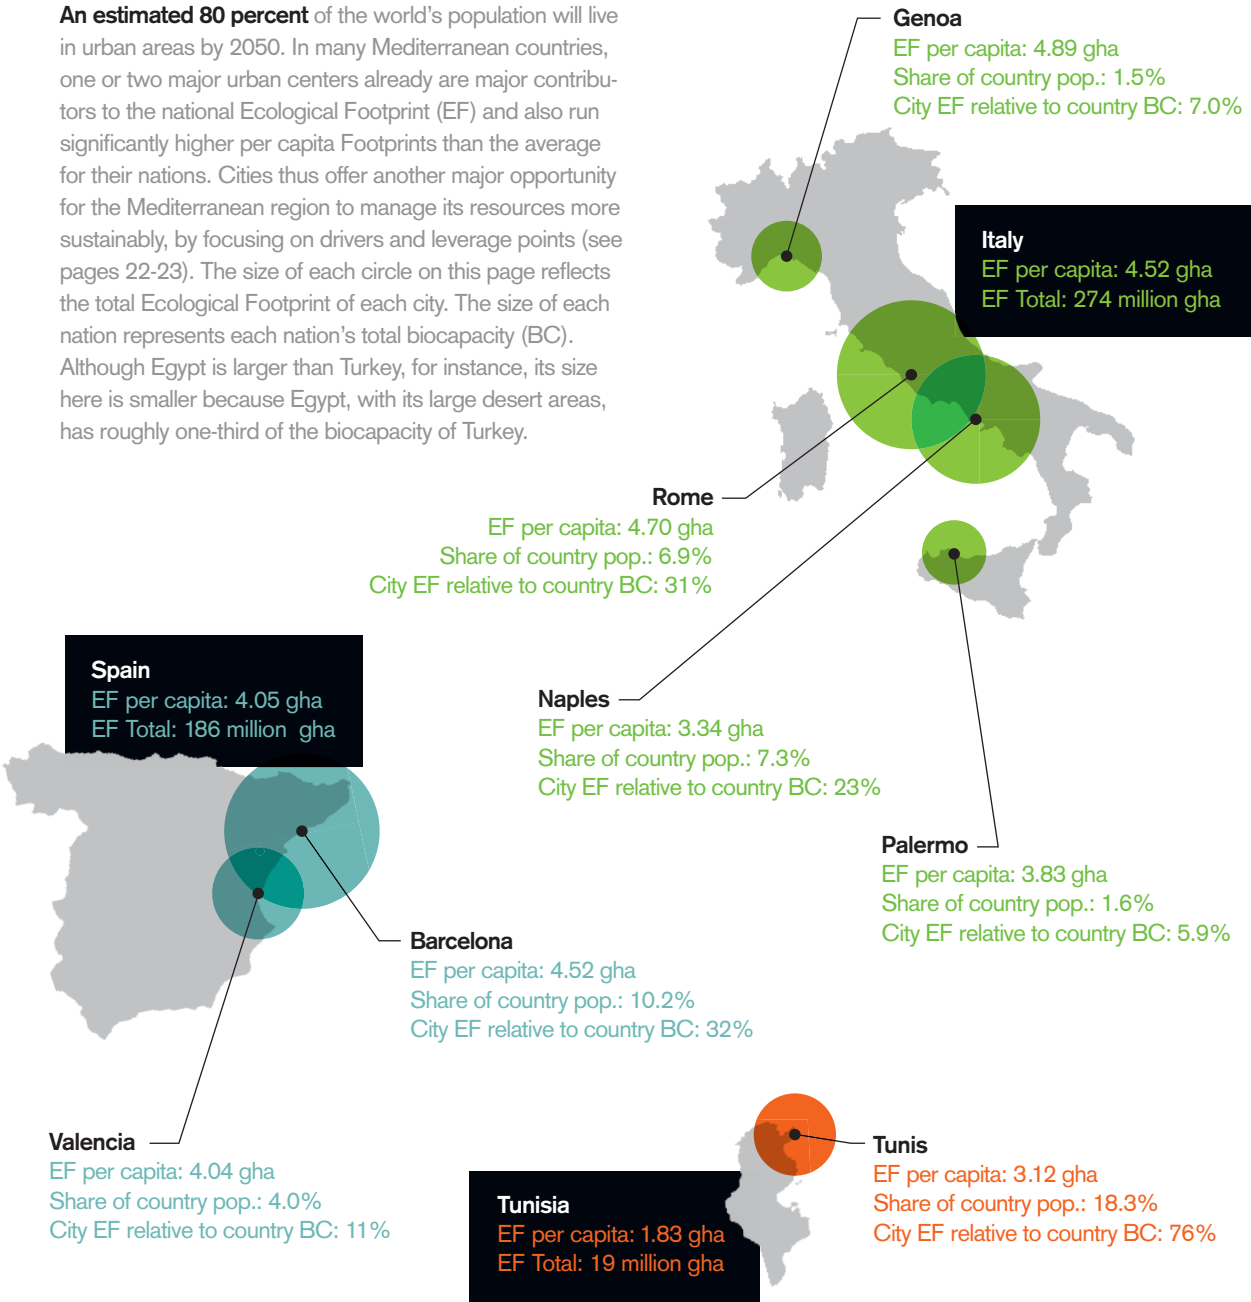 An estimated 80 percent of the world's population will live
in urban areas by 2050. In many Mediterranean countries,
one or two major urban centers already are major contribu-
tors to the national Ecological Footprint (EF) and also run
significantly higher per capita Footprints than the average
for their nations. Cities thus offer another major opportunity
for the Mediterranean region to manage its resources more
sustainably, by focusing on drivers and leverage points (see
pages 22-23). The size of each circle on this page reflects
the total Ecological Footprint of each city. The size of each
nation represents each nation's total biocapacity (BC).
Although Egypt is larger than Turkey, for instance, its size
here is smaller because Egypt, with its large desert areas,
has roughly one-third of the biocapacity of Turkey.
Genoa
EF per capita: 4.89 gha
Share of country pop.: 1.5%
City EF relative to country BC: 7.0%
Italy
EF per capita: 4.52 gha
EF Total: 274 million gha
Rome
EF per capita: 4.70 gha
Share of country pop.: 6.9%
City EF relative to country BC: 31%
Naples
EF per capita: 3.34 gha
Share of country pop.: 7.3%
City EF relative to country BC: 23%
Palermo
EF per capita: 3.83 gha
Share of country pop.: 1.6%
City EF relative to country BC: 5.9%
Spain
EF per capita: 4.05 gha
EF Total: 186 million gha
Barcelona
EF per capita: 4.52 gha
Share of country pop.: 10.2%
City EF relative to country BC: 32%
Valencia
EF per capita: 4.04 gha
Share of country pop.: 4.0%
City EF relative to country BC: 11%
Tunisia
EF per capita: 1.83 gha
EF Total: 19 million gha
Tunis
EF per capita: 3.12 gha
Share of country pop.: 18.3%
City EF relative to country BC: 76%